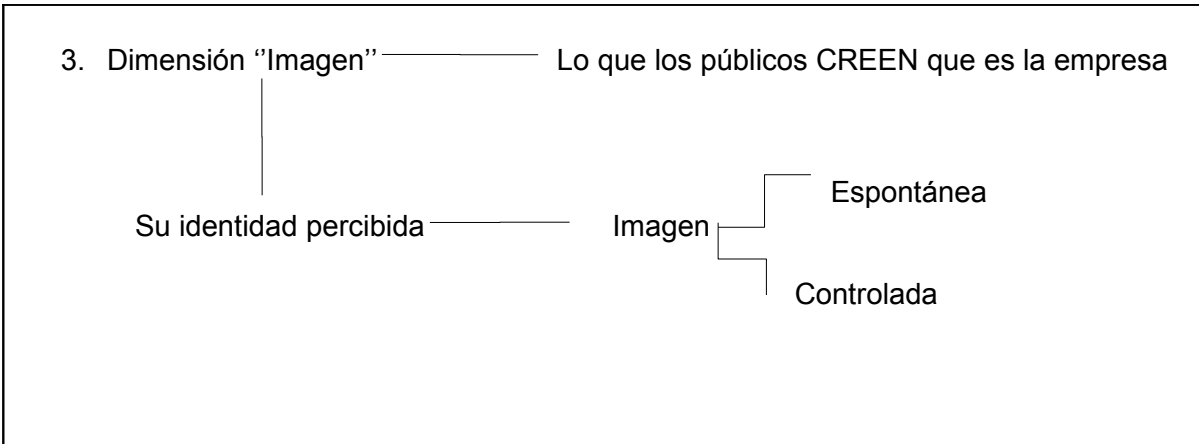 3. Dimensión ‘’Imagen’’ Lo que los públicos CREEN que es la empresa
Espontánea
Su identidad percibida Imagen
Controlada